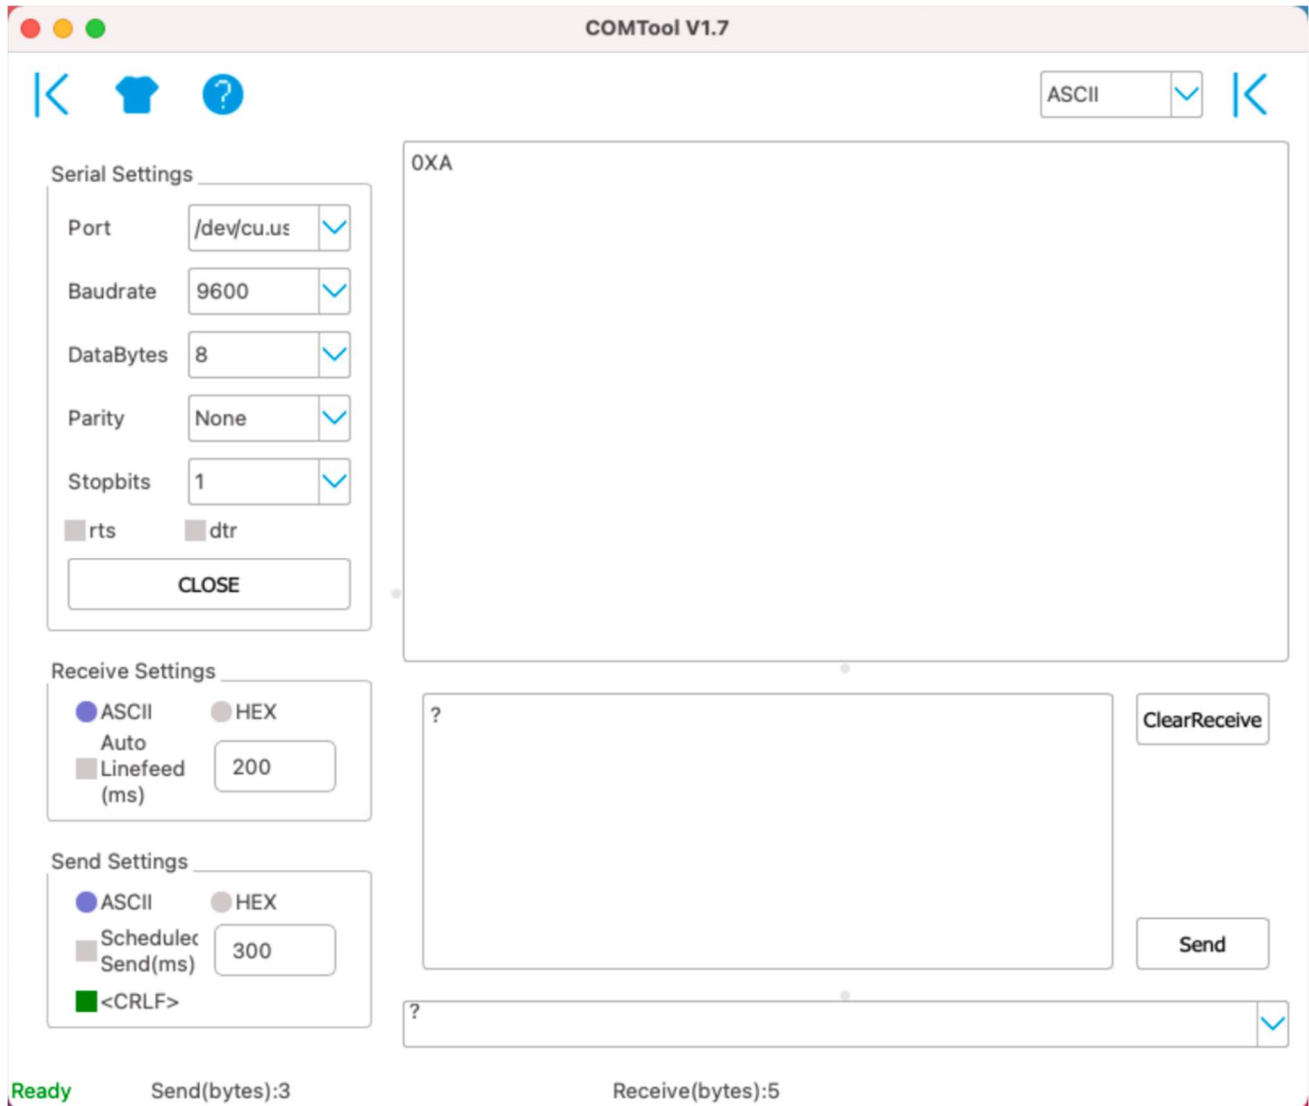 COMTool V1.7
?
ASCII
Serial Settings
Port
/dev/cu.us
Baudrate
9600
DataBytes
8
Parity
None
Stopbits
1
rts
dtr
CLOSE
0XA
Receive Settings
ASCII
HEX
Auto
Linefeed
(ms)
200
?
ClearReceive
Send Settings
ASCII
HEX
Scheduled
Send(ms)
300
<CRLF>
Send
?
Ready
Send(bytes):3
Receive(bytes):5